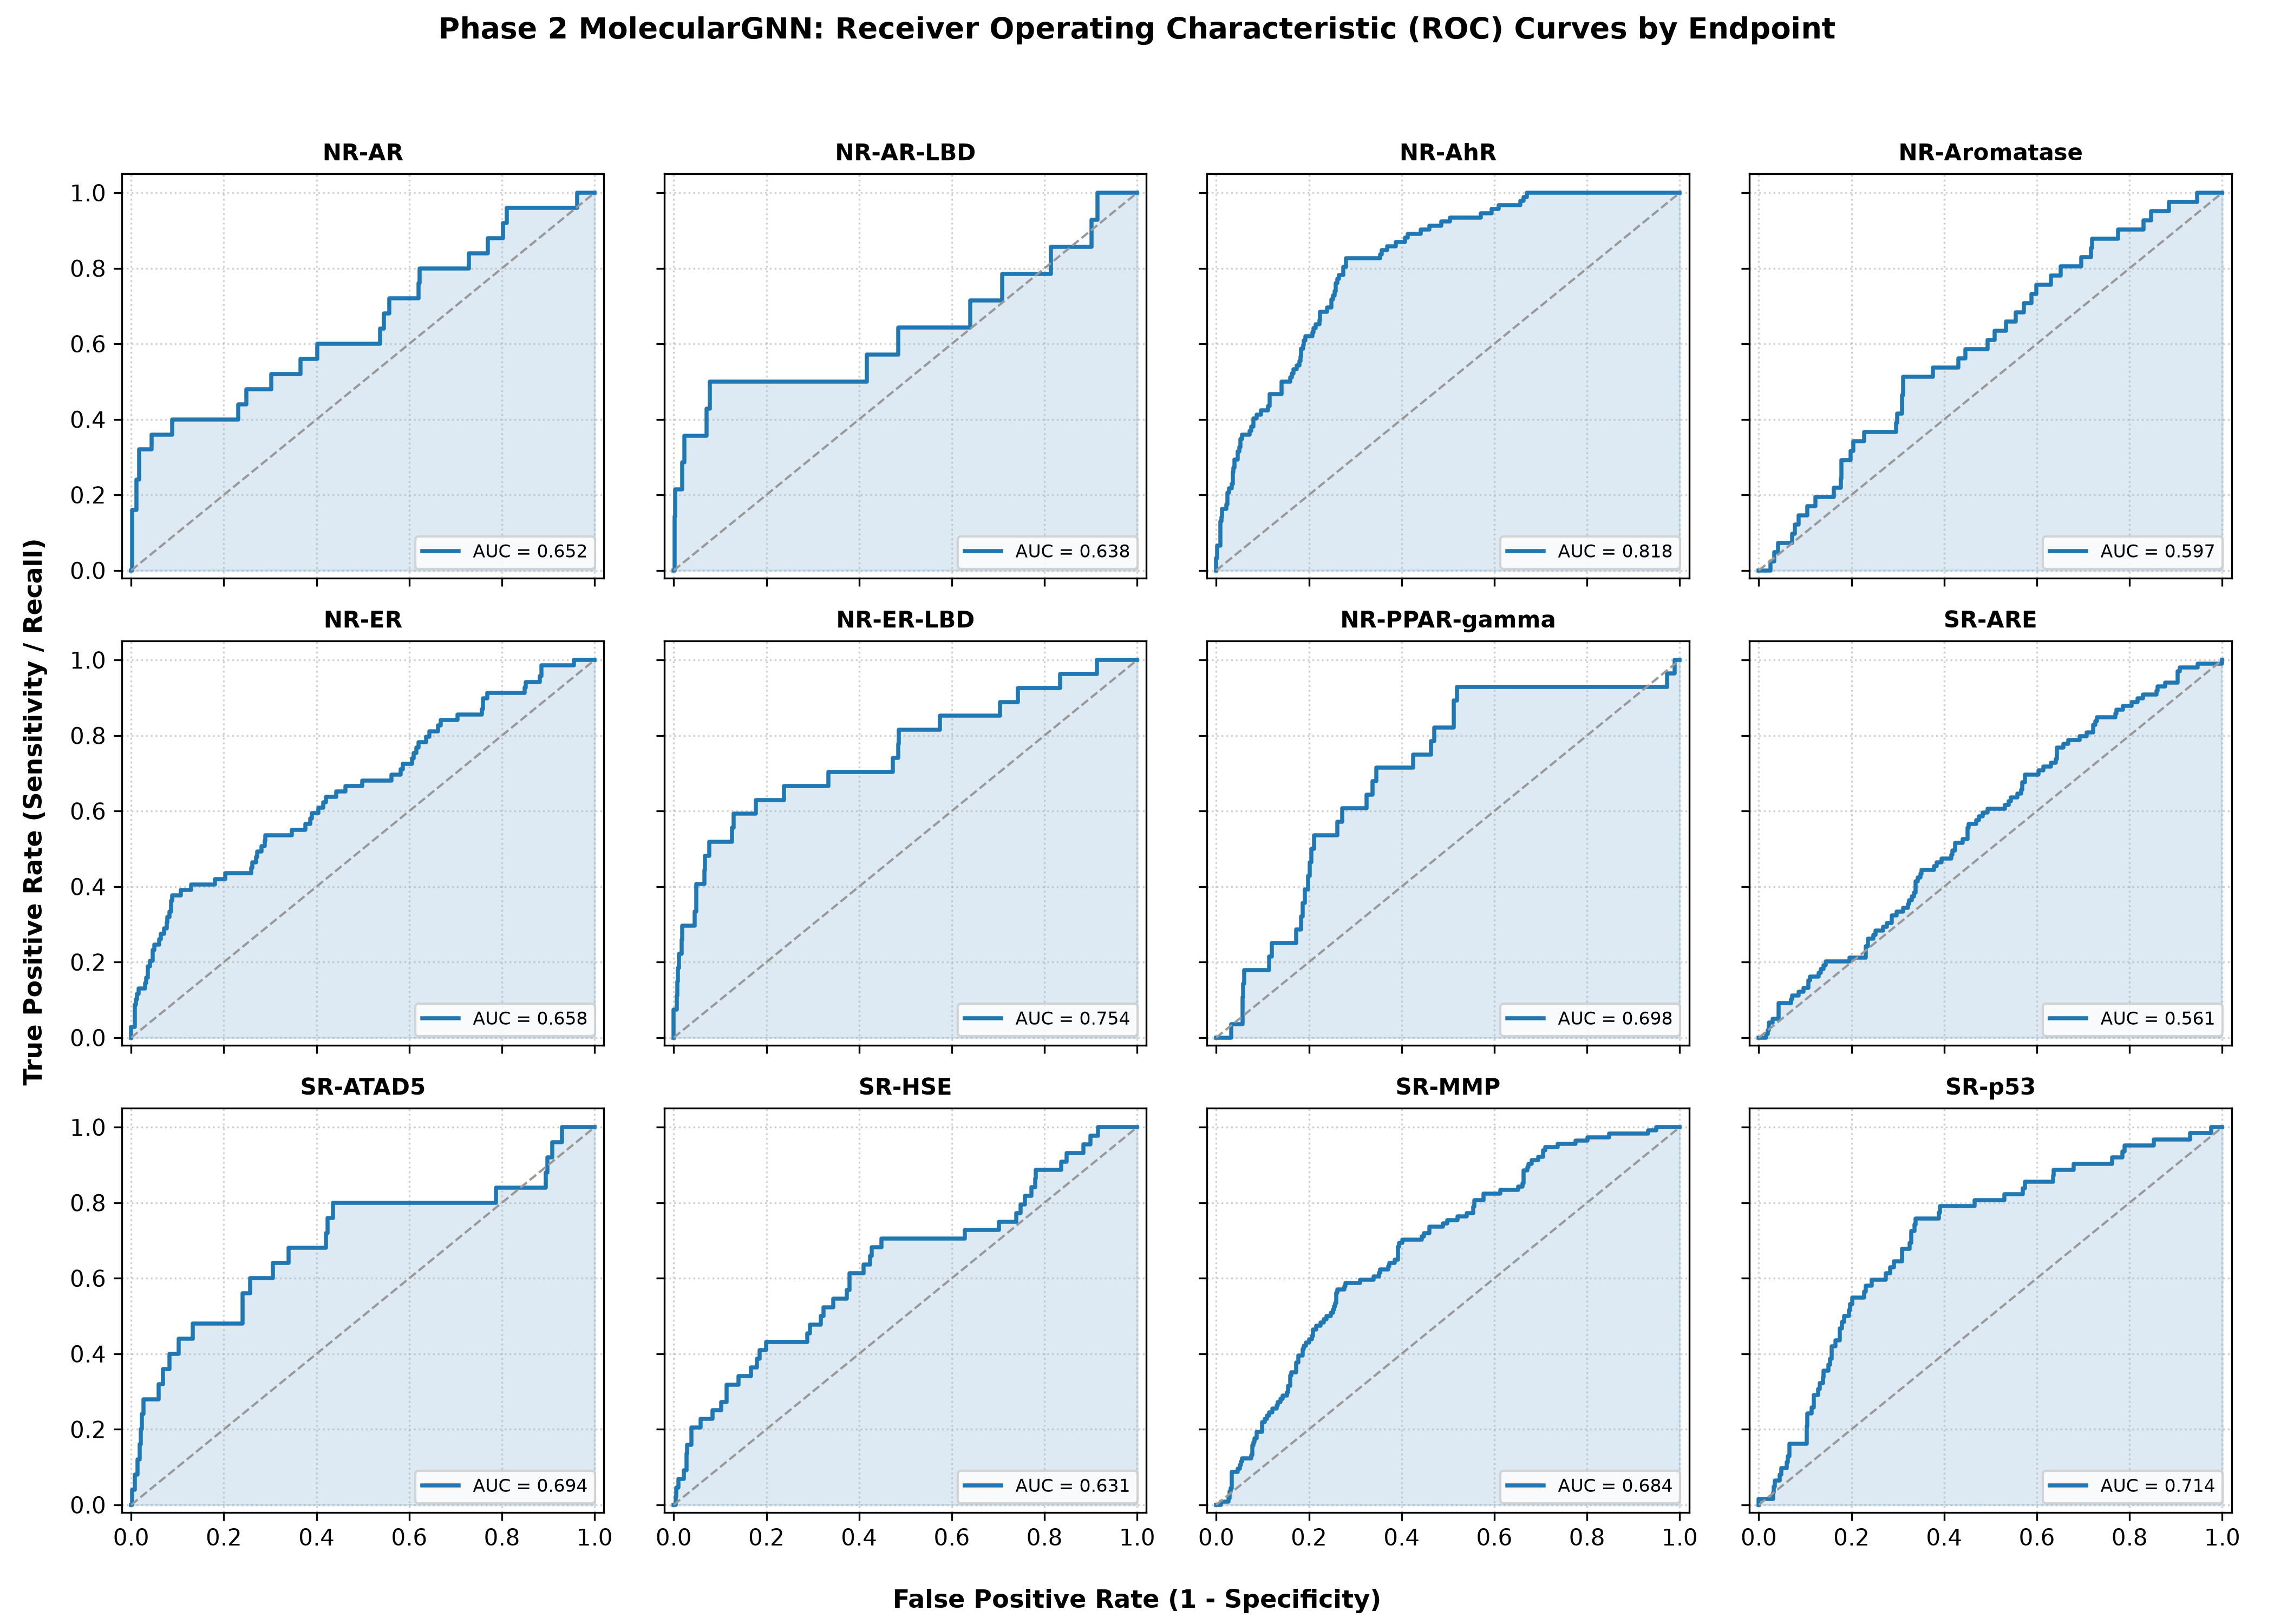 Phase 2 MolecularGNN: Receiver Operating Characteristic (ROC) Curves by Endpoint
True Positive Rate (Sensitivity / Recall)
NR-AR
1.0
0.8
0.6
0.4
0.2
0.0
AUC = 0.652
NR-AR-LBD
AUC = 0.638
NR-AhR
AUC = 0.818
NR-Aromatase
AUC = 0.597
NR-ER
1.0
0.8
0.6
0.4
0.2
0.0
AUC = 0.658
NR-ER-LBD
AUC = 0.754
NR-PPAR-gamma
AUC = 0.698
SR-ARE
AUC = 0.561
SR-ATAD5
1.0
0.8
0.6
0.4
0.2
0.0
AUC = 0.694
0.0 0.2 0.4 0.6 0.8 1.0
SR-HSE
AUC = 0.631
0.0 0.2 0.4 0.6 0.8 1.0
SR-MMP
AUC = 0.684
0.0 0.2 0.4 0.6 0.8 1.0
SR-p53
AUC = 0.714
0.0 0.2 0.4 0.6 0.8 1.0
False Positive Rate (1 - Specificity)